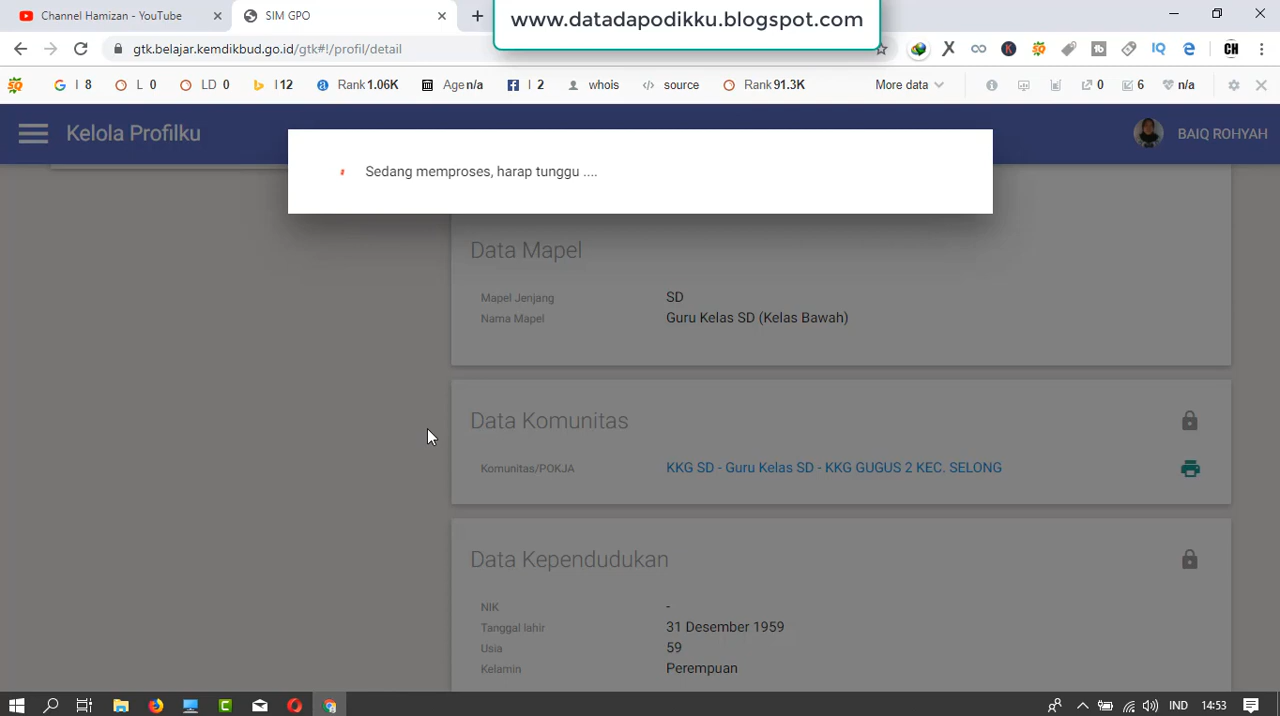 Channel Hamizan - YouTube
SIM GPO
www.datadapodikku.blogspot.com
gtk.belajar.kemdikbud.go.id/gtk#!/profil/detail
CH
SQ G I 8 L 0 LD 0 I 12 Rank 1.06K Age n/a I 2 whois source Rank 91.3K More data 0 6 n/a
Kelola Profilku
BAIQ ROHYAH
Sedang memproses, harap tunggu ....
Data Mapel
Mapel Jenjang SD
Nama Mapel Guru Kelas SD (Kelas Bawah)
Data Komunitas
Komunitas/POKJA KKG SD - Guru Kelas SD - KKG GUGUS 2 KEC. SELONG
Data Kependudukan
NIK -
Tanggal lahir 31 Desember 1959
Usia 59
Kelamin Perempuan
IND 14:53